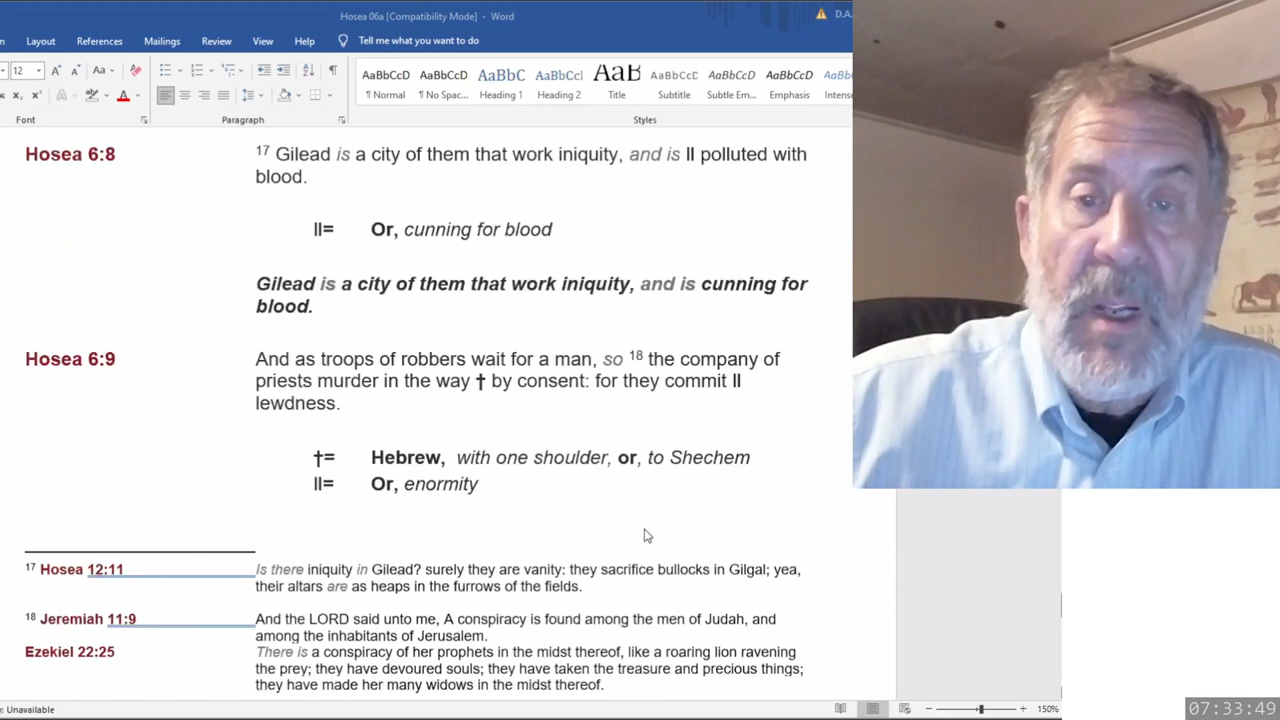 Hosea 06a [Compatibility Mode] - Word
D.A.
Layout References Mailings Review View Help Tell me what you want to do
12 Aa
AaBbCcD AaBbCcD AaBbC AaBbCcl AaB AaBbCcD AaBbCcD AaBbCcD AaBb
¶ Normal ¶ No Spac... Heading 1 Heading 2 Title Subtitle Subtle Em... Emphasis Intense
Font Paragraph Styles
Hosea 6:8 17 Gilead is a city of them that work iniquity, and is ll polluted with
blood.
ll= Or, cunning for blood
Gilead is a city of them that work iniquity, and is cunning for
blood.
Hosea 6:9 And as troops of robbers wait for a man, so 18 the company of
priests murder in the way † by consent: for they commit ll
lewdness.
†= Hebrew, with one shoulder, or, to Shechem
ll= Or, enormity
17 Hosea 12:11 Is there iniquity in Gilead? surely they are vanity: they sacrifice bullocks in Gilgal; yea,
their altars are as heaps in the furrows of the fields.
18 Jeremiah 11:9 And the LORD said unto me, A conspiracy is found among the men of Judah, and
among the inhabitants of Jerusalem.
Ezekiel 22:25 There is a conspiracy of her prophets in the midst thereof, like a roaring lion ravening
the prey; they have devoured souls; they have taken the treasure and precious things;
they have made her many widows in the midst thereof.
: Unavailable 150%
07:33:49